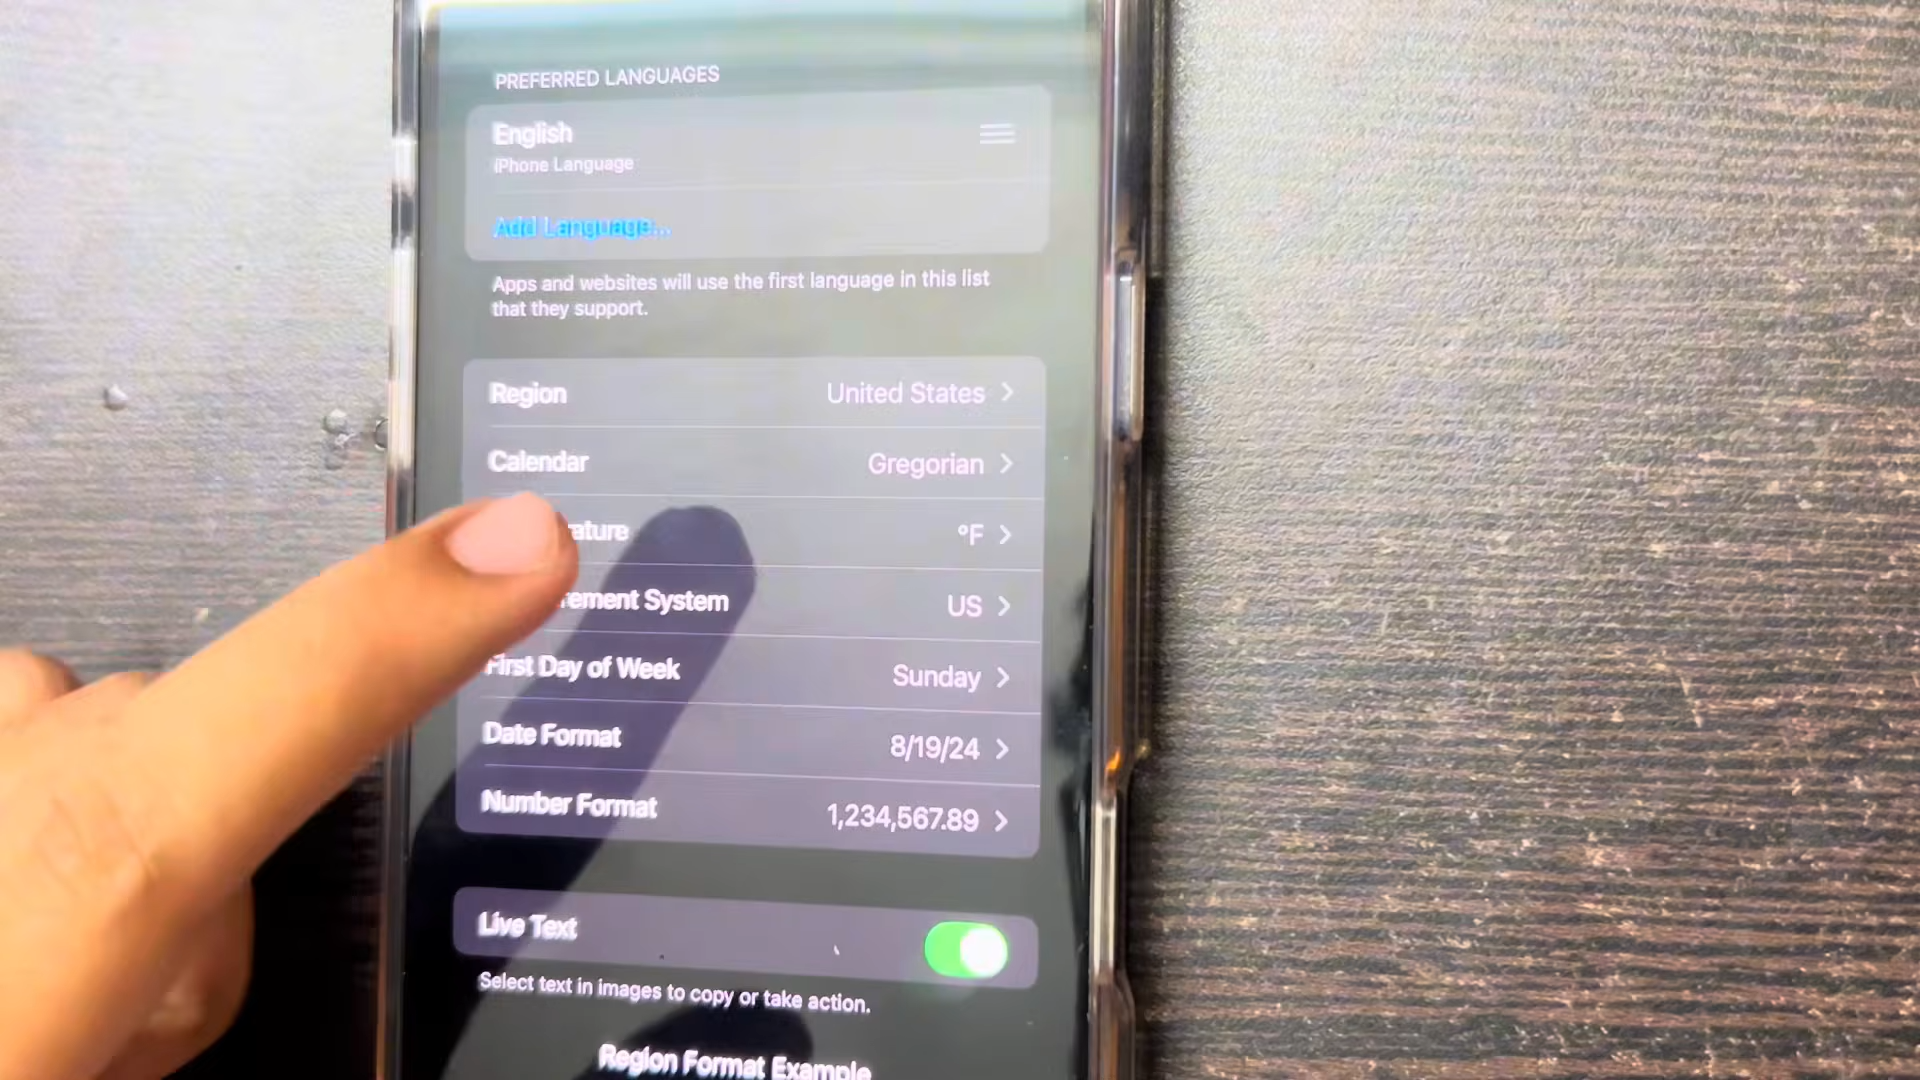 PREFERRED LANGUAGES
English
iPhone Language
Add Language...
Apps and websites will use the first language in this list
that they support.
Region United States
Calendar Gregorian
rature °F
rement System US
First Day of Week Sunday
Date Format 8/19/24
Number Format 1,234,567.89
Live Text
Select text in images to copy or take action.
Region Format Example